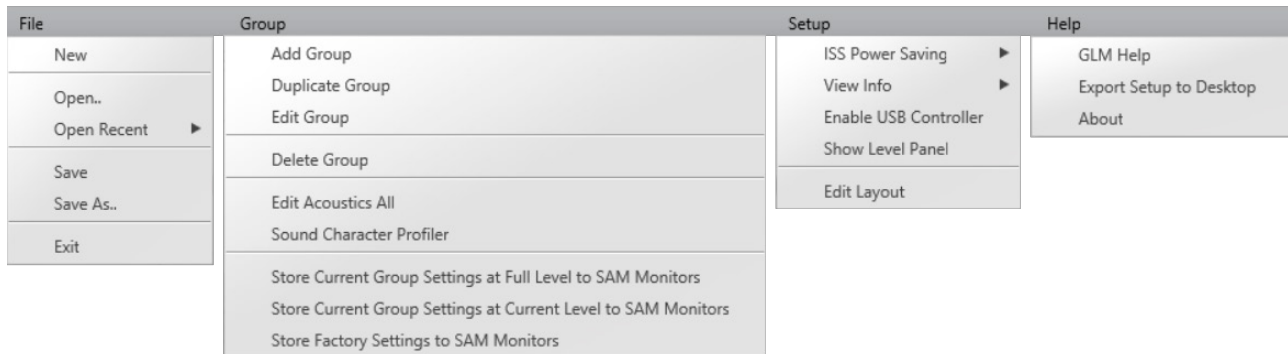 File
New
Open..
Open Recent
Save
Save As..
Exit
Group
Add Group
Duplicate Group
Edit Group
Delete Group
Edit Acoustics All
Sound Character Profiler
Store Current Group Settings at Full Level to SAM Monitors
Store Current Group Settings at Current Level to SAM Monitors
Store Factory Settings to SAM Monitors
Setup
ISS Power Saving
View Info
Enable USB Controller
Show Level Panel
Edit Layout
Help
GLM Help
Export Setup to Desktop
About